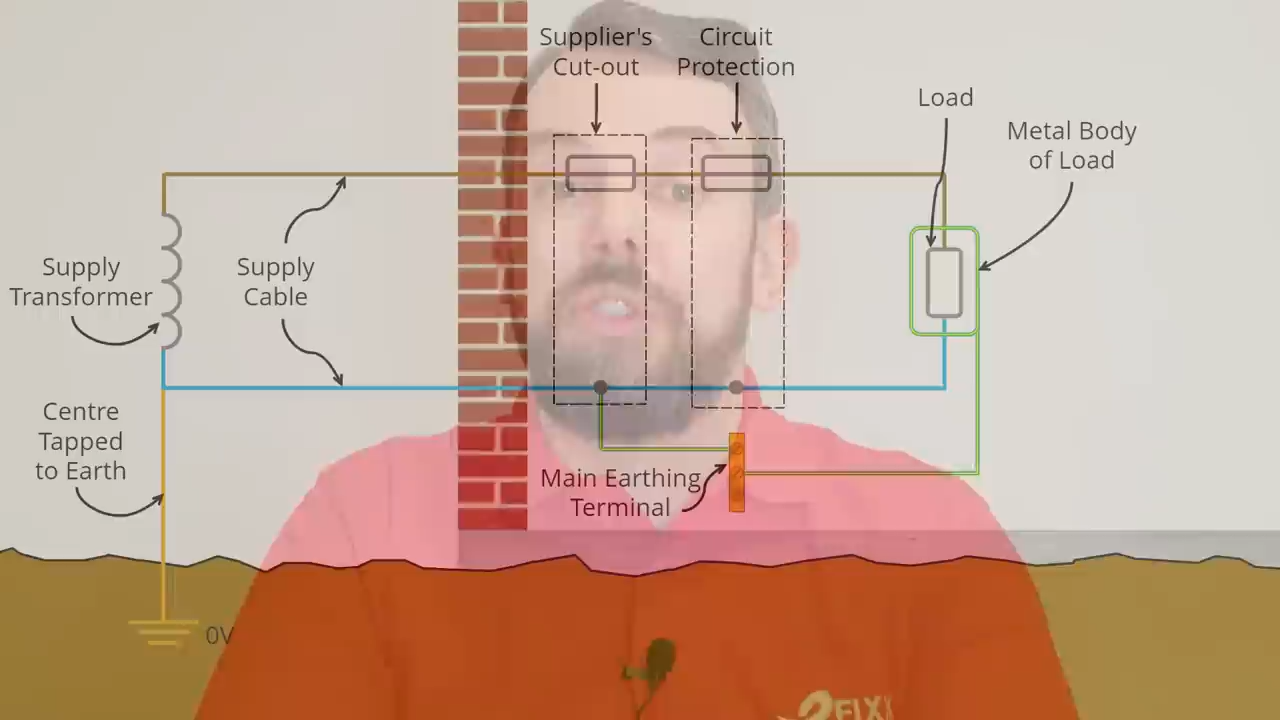 Supplier's
Cut-out
Circuit
Protection
Load
Metal Body
of Load
Supply
Transformer
Supply
Cable
Centre
Tapped
to Earth
Main Earthing
Terminal
0V